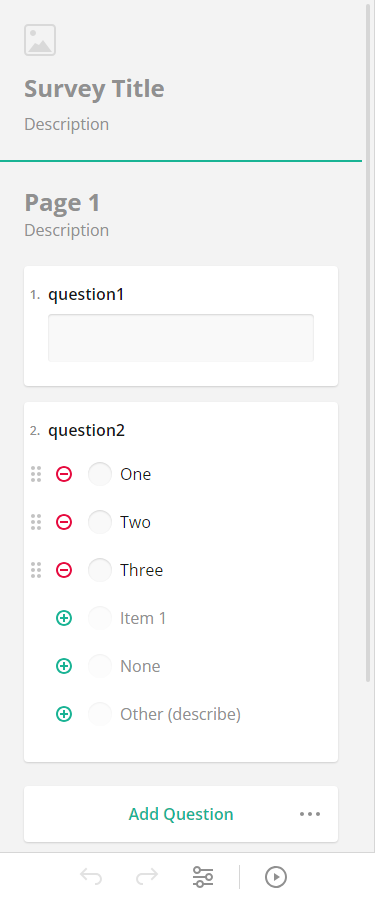 Survey Title
Description
Page 1
Description
1. question1
2. question2
One
Two
Three
Item 1
None
Other (describe)
Add Question